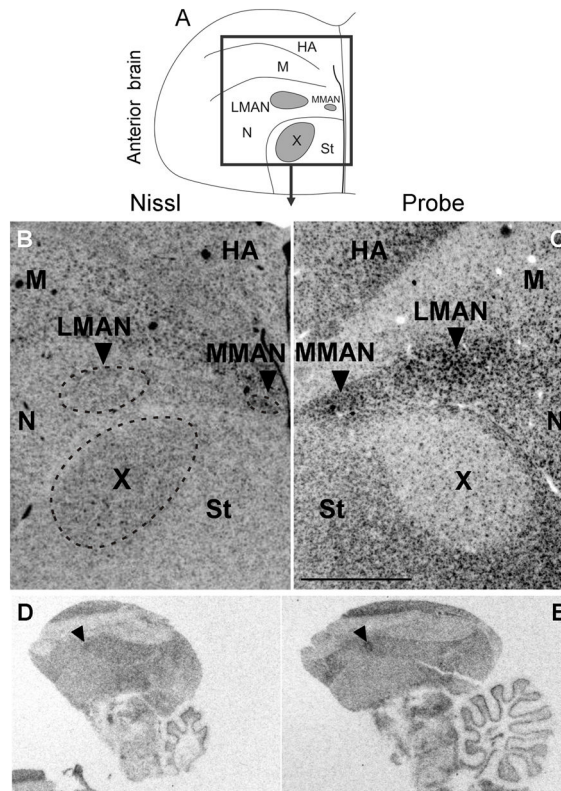 A
Anterior brain
HA
M
LMAN
MMAN
N
X
St
Nissl
Probe
B
HA
M
LMAN
MMAN
N
X
St
C
HA
M
LMAN
MMAN
N
X
St
D
E